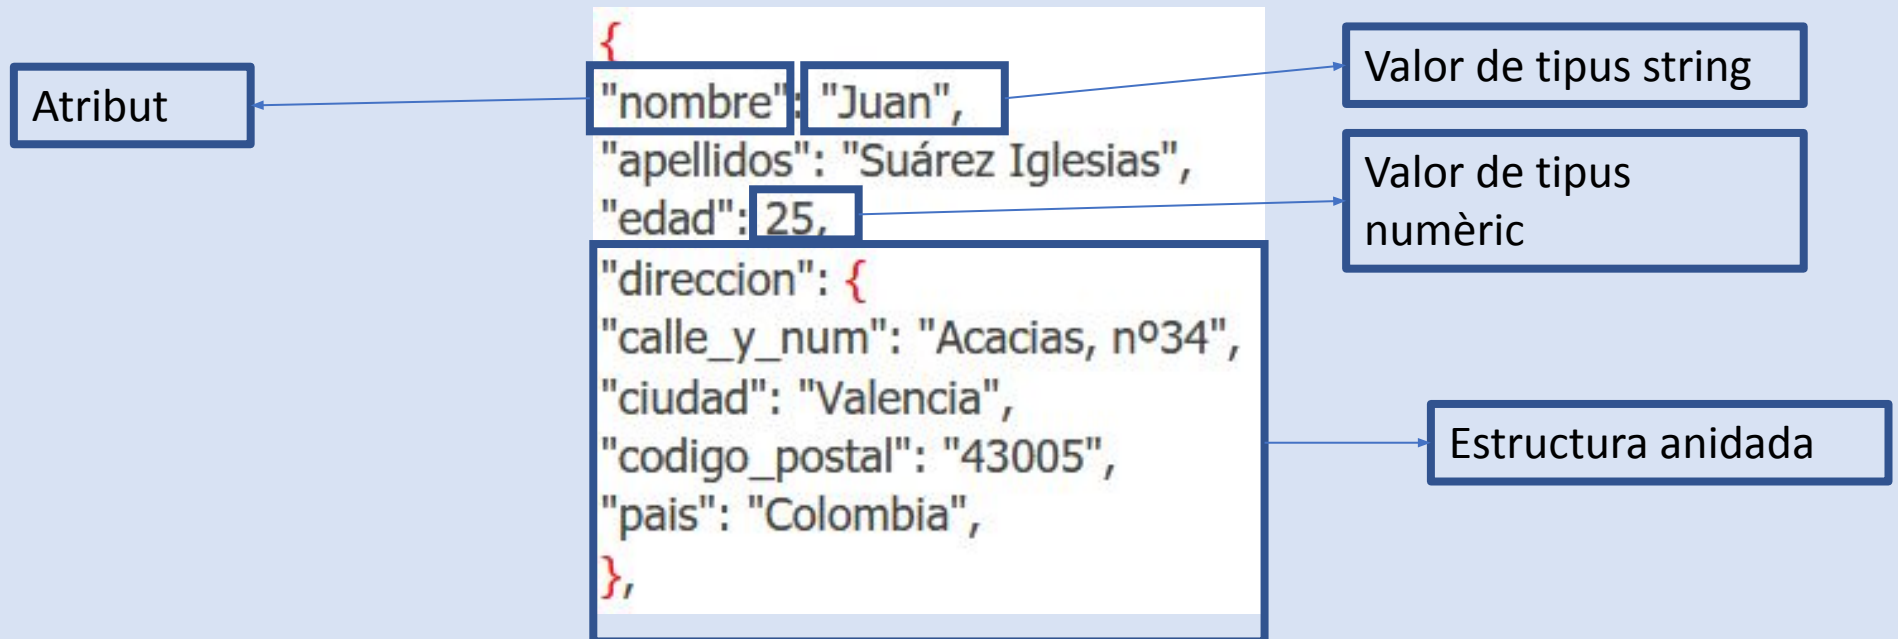 {
Atribut
"nombre": "Juan",
Valor de tipus string
"apellidos": "Suárez Iglesias",
"edad": 25,
Valor de tipus
numèric
"direccion": {
"calle_y_num": "Acacias, nº34",
"ciudad": "Valencia",
"codigo_postal": "43005",
Estructura anidada
"pais": "Colombia",
},